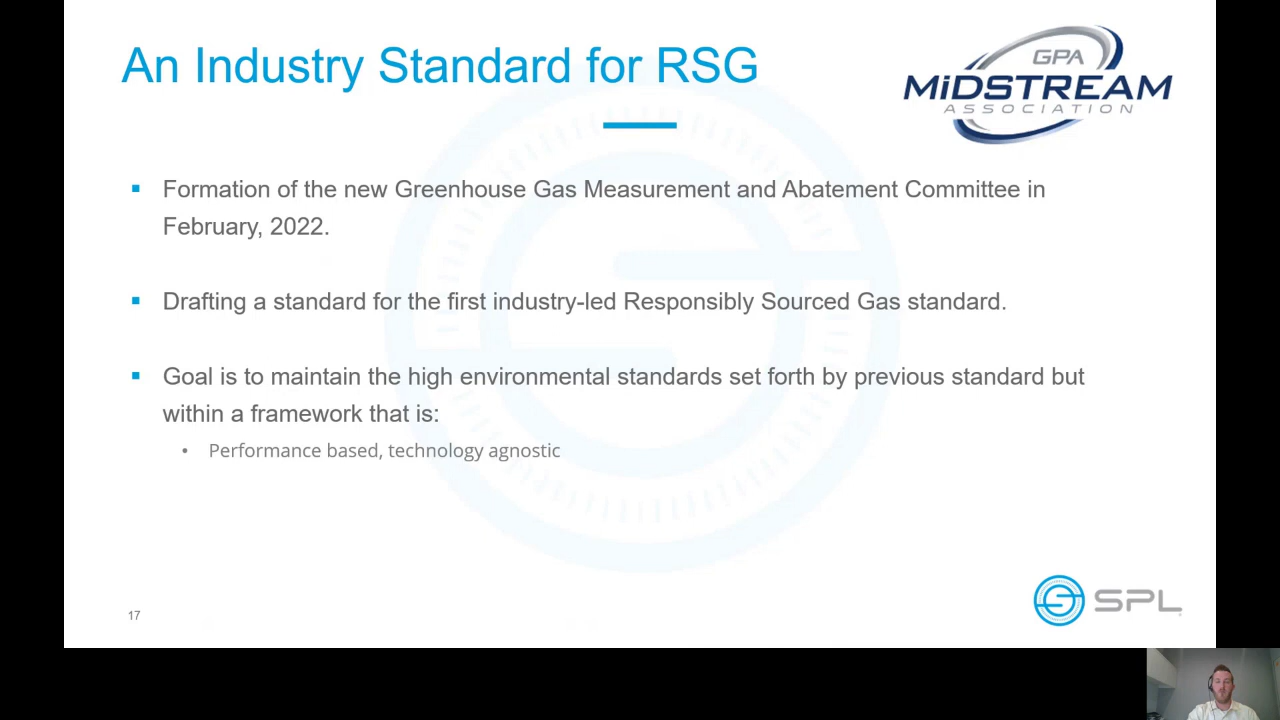 An Industry Standard for RSG
GPA
MiDSTREAM
ASSOCIATION
▪ Formation of the new Greenhouse Gas Measurement and Abatement Committee in
February, 2022.
▪ Drafting a standard for the first industry-led Responsibly Sourced Gas standard.
▪ Goal is to maintain the high environmental standards set forth by previous standard but
within a framework that is:
• Performance based, technology agnostic
17
SPL